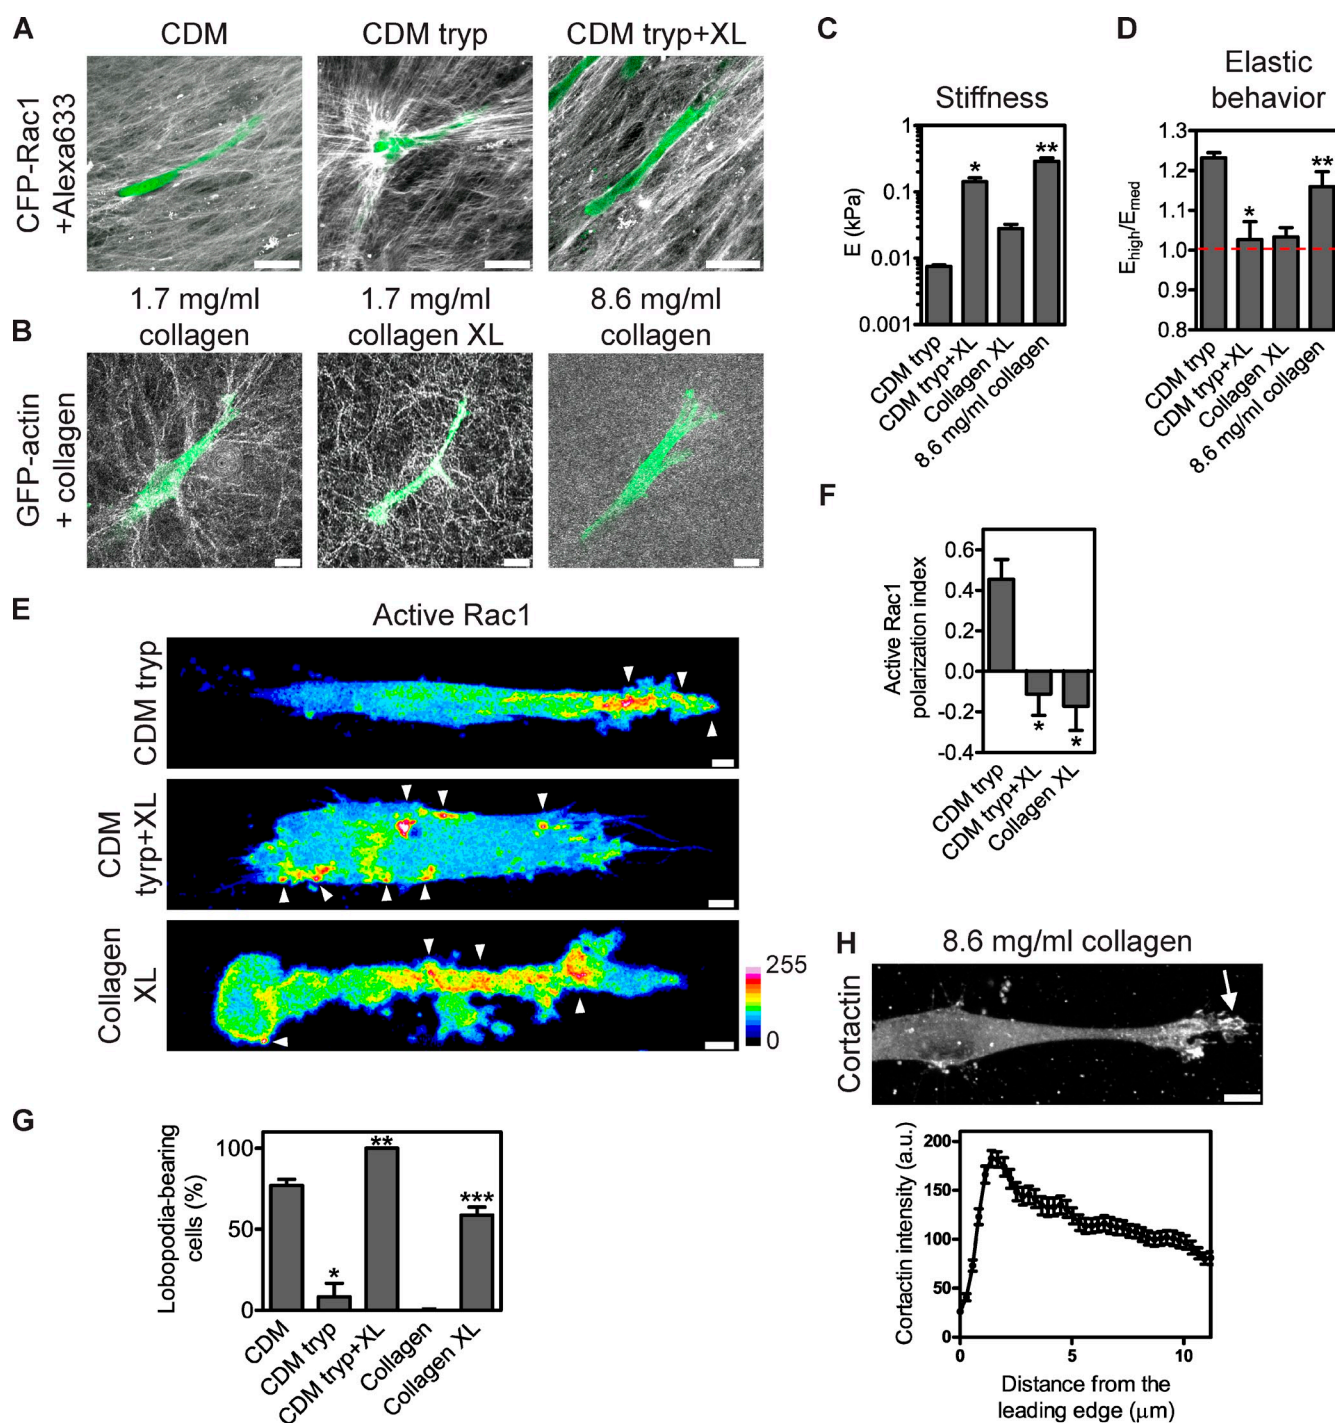 A
CDM
CDM tryp
CDM tryp+XL
CFP-Rac1
+Alexa633
B
1.7 mg/ml
collagen
1.7 mg/ml
collagen XL
8.6 mg/ml
collagen
GFP-actin
+ collagen
C
Stiffness
E (kPa)
1
0.1
0.01
0.001
*
**
CDM tryp
CDM tryp+XL
Collagen XL
8.6 mg/ml collagen
D
Elastic
behavior
Ehigh/Emed
1.3
1.2
1.1
1.0
0.9
0.8
*
**
CDM tryp
CDM tryp+XL
Collagen XL
8.6 mg/ml collagen
E
Active Rac1
CDM tryp
CDM
tyrp+XL
Collagen
XL
255
0
F
Active Rac1
polarization index
0.6
0.4
0.2
0.0
-0.2
-0.4
*
*
CDM tryp
CDM tryp+XL
Collagen XL
G
Lobopodia-bearing
cells (%)
100
50
0
*
**
***
CDM
CDM tryp
CDM tryp+XL
Collagen
Collagen XL
H
8.6 mg/ml collagen
Cortactin
Cortactin intensity (a.u.)
200
150
100
50
0
0
5
10
Distance from the
leading edge (μm)